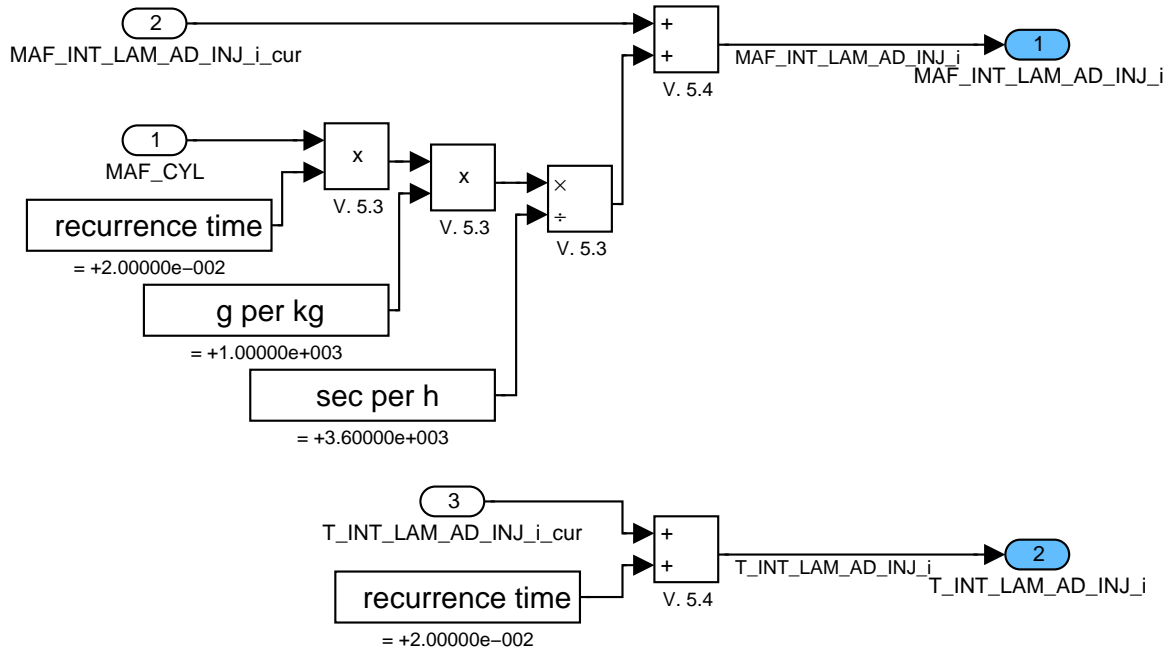 2
MAF_INT_LAM_AD_INJ_i_cur
+
+
V. 5.4
MAF_INT_LAM_AD_INJ_i
1
MAF_INT_LAM_AD_INJ_i
1
MAF_CYL
x
V. 5.3
x
V. 5.3
×
÷
V. 5.3
recurrence time
= +2.00000e−002
g per kg
= +1.00000e+003
sec per h
= +3.60000e+003
3
T_INT_LAM_AD_INJ_i_cur
+
+
V. 5.4
T_INT_LAM_AD_INJ_i
2
T_INT_LAM_AD_INJ_i
recurrence time
= +2.00000e−002